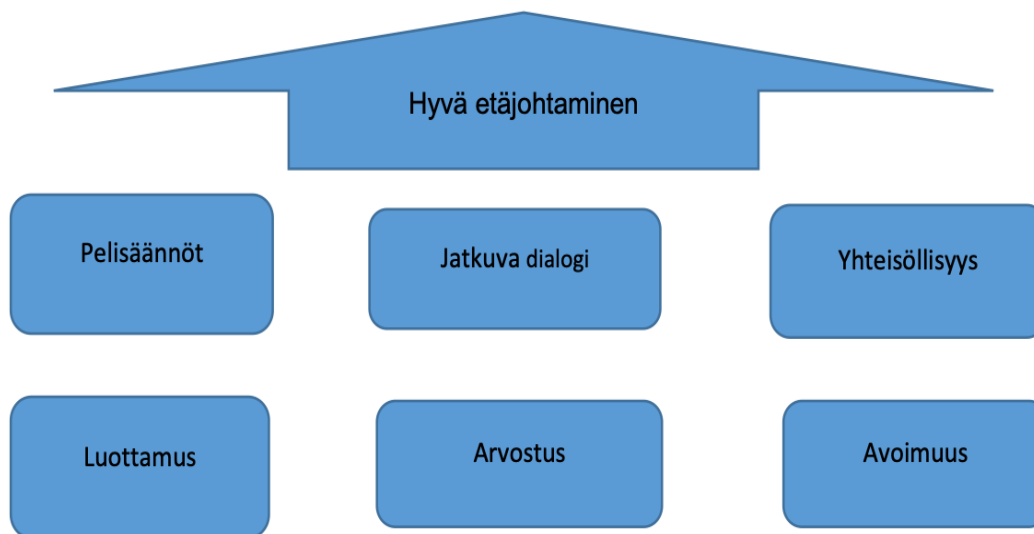 Hyvä etäjohtaminen
Pelisäännöt
Jatkuva dialogi
Yhteisöllisyys
Luottamus
Arvostus
Avoimuus